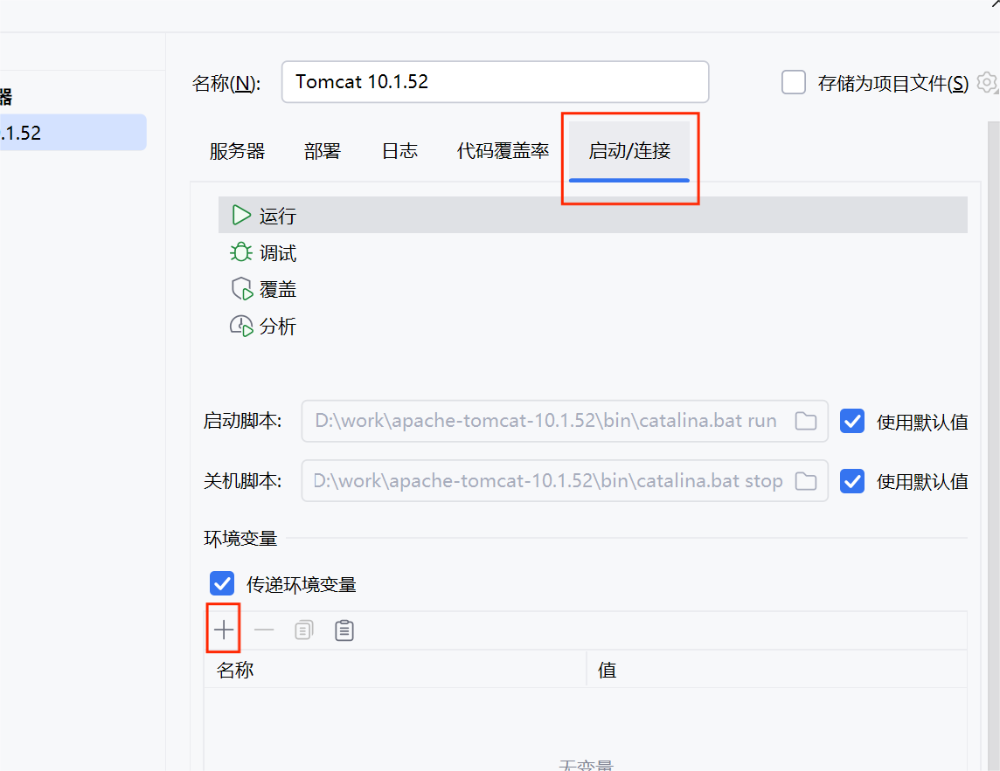 名称(N): Tomcat 10.1.52 存储为项目文件(S)
器
.1.52
服务器 部署 日志 代码覆盖率 启动/连接
运行
调试
覆盖
分析
启动脚本: D:\work\apache-tomcat-10.1.52\bin\catalina.bat run 使用默认值
关机脚本: D:\work\apache-tomcat-10.1.52\bin\catalina.bat stop 使用默认值
环境变量
传递环境变量
名称 值
无变量